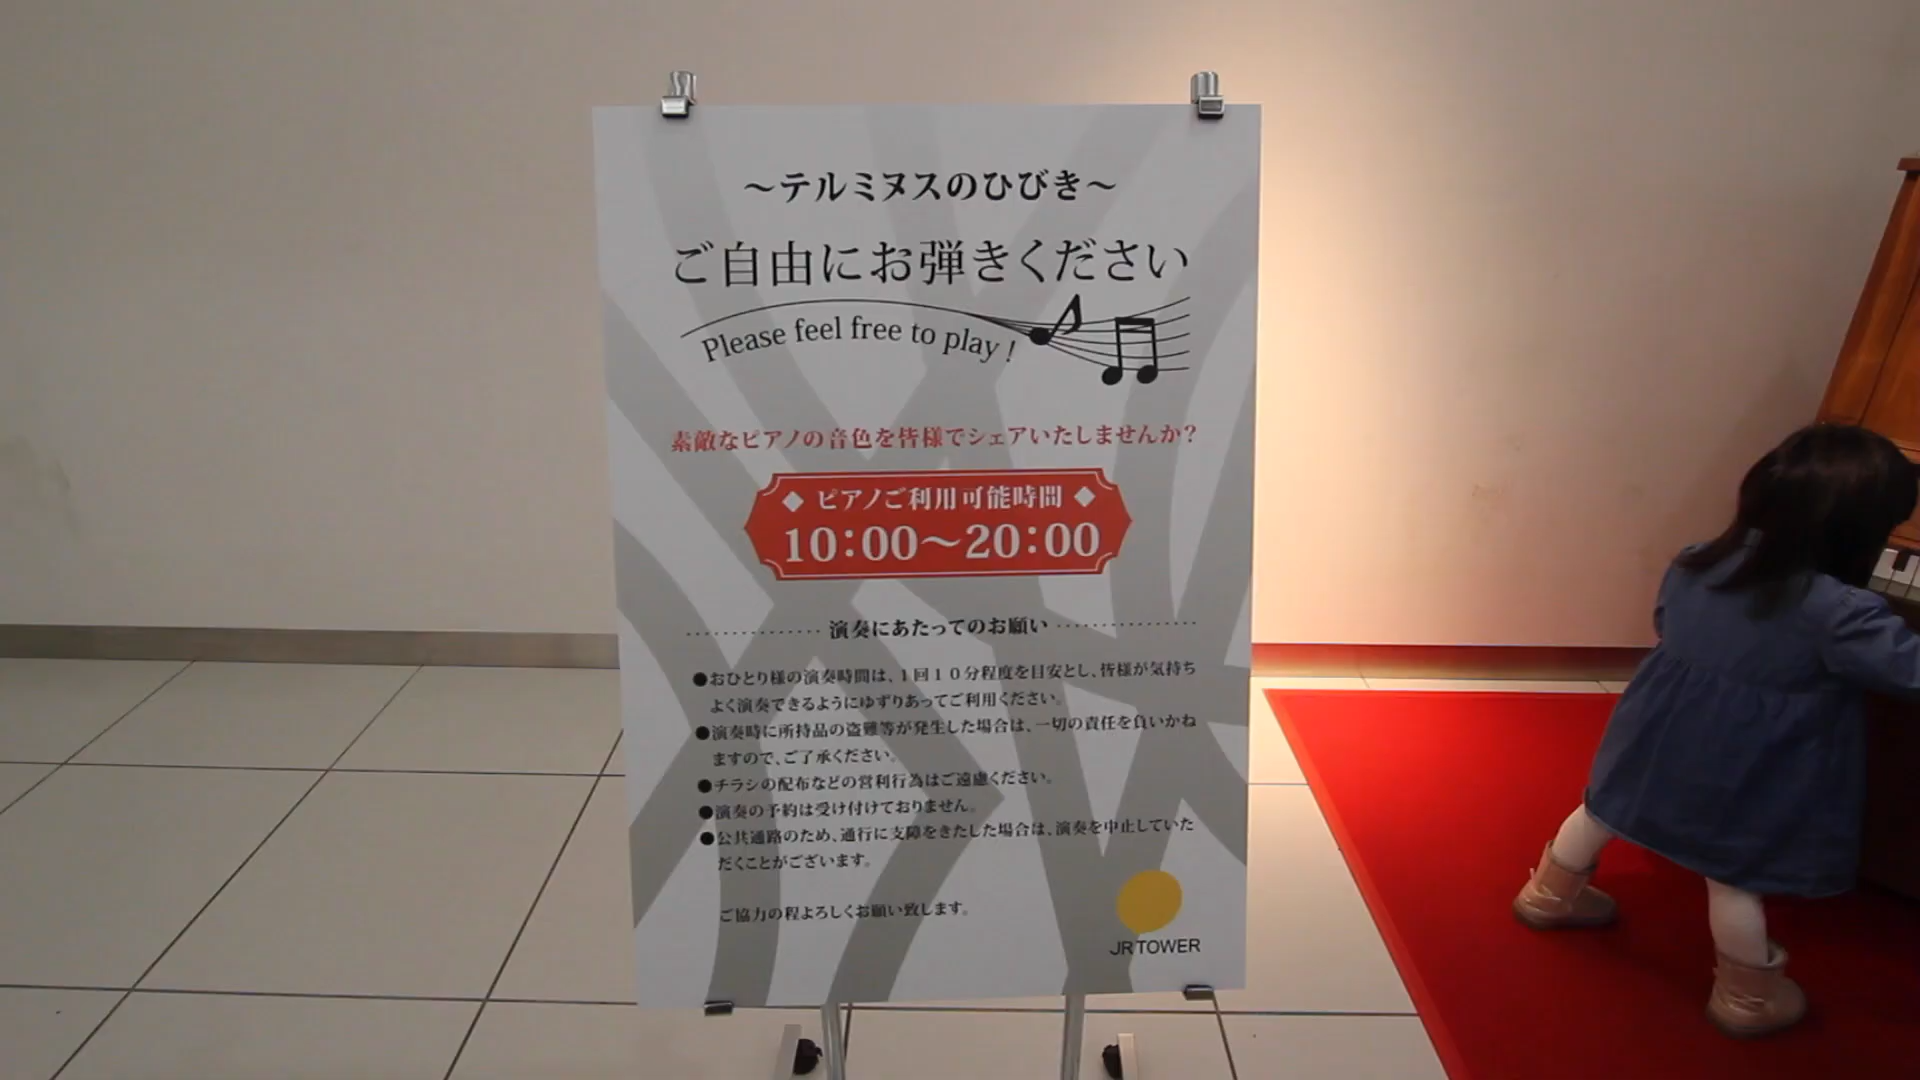 ～テルミヌスのひびき～
ご自由にお弾きください
Please feel free to play !
素敵なピアノの音色を皆様でシェアいたしませんか？
◆ ピアノご利用可能時間 ◆
10：00～20：00
演奏にあたってのお願い
●おひとり様の演奏時間は、１回１０分程度を目安とし、皆様が気持ち
よく演奏できるようにゆずりあってご利用ください。
●演奏時に所持品の盗難等が発生した場合は、一切の責任を負いかね
ますので、ご了承ください。
●チラシの配布などの営利行為はご遠慮ください。
●演奏の予約は受け付けておりません。
●公共通路のため、通行に支障をきたした場合は、演奏を中止していた
だくことがございます。
ご協力の程よろしくお願い致します。
JR TOWER